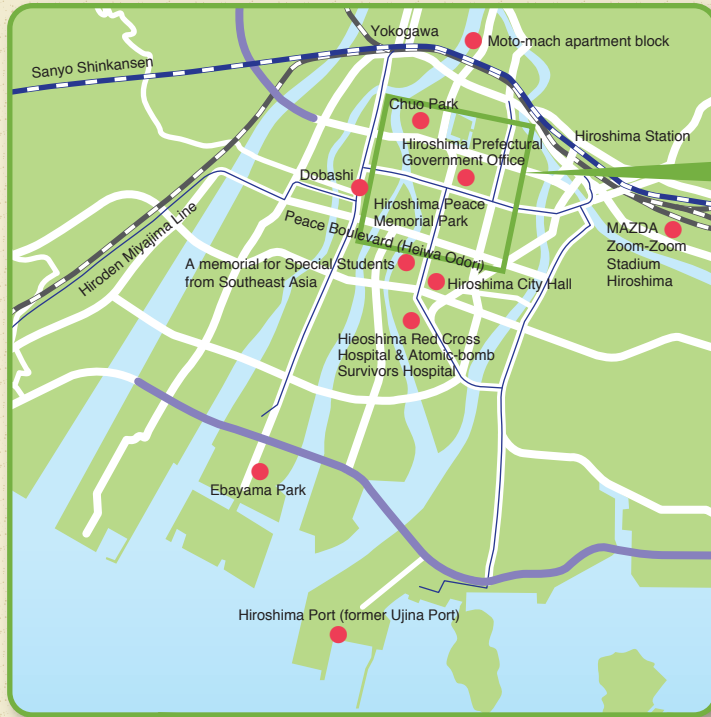 Yokogawa
Moto-mach apartment block
Sanyo Shinkansen
Chuo Park
Hiroshima Station
Hiroshima Prefectural
Government Office
Dobashi
Hiroshima Peace
Memorial Park
Hiroden Miyajima Line
Peace Boulevard (Heiwa Odori)
MAZDA
Zoom-Zoom
Stadium
Hiroshima
A memorial for Special Students
from Southeast Asia
Hiroshima City Hall
Hieoshima Red Cross
Hospital & Atomic-bomb
Survivors Hospital
Ebayama Park
Hiroshima Port (former Ujina Port)